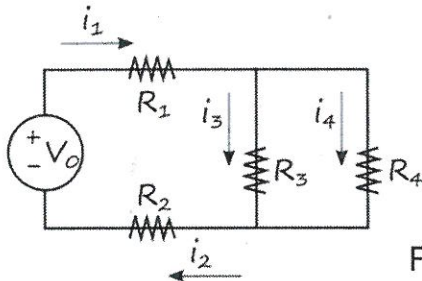 i₁
R₁
i₃
i₄
+
V₀
−
R₃
R₄
R₂
i₂
F